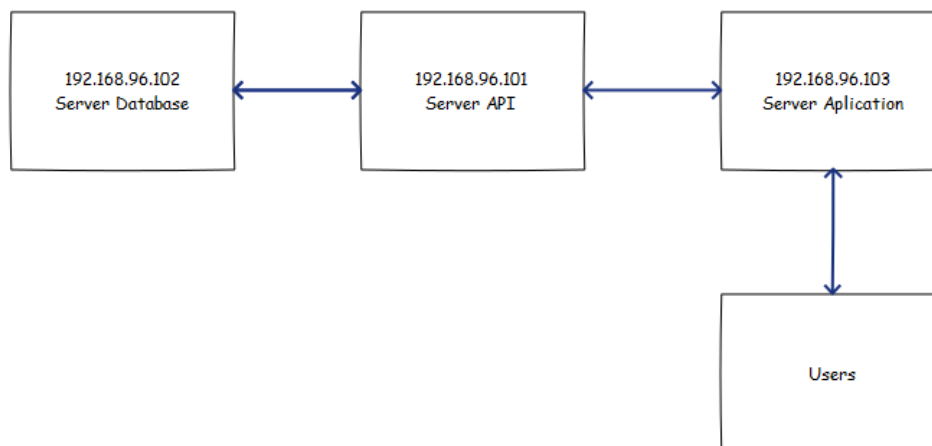 192.168.96.102
Server Database
192.168.96.101
Server API
192.168.96.103
Server Aplication
Users